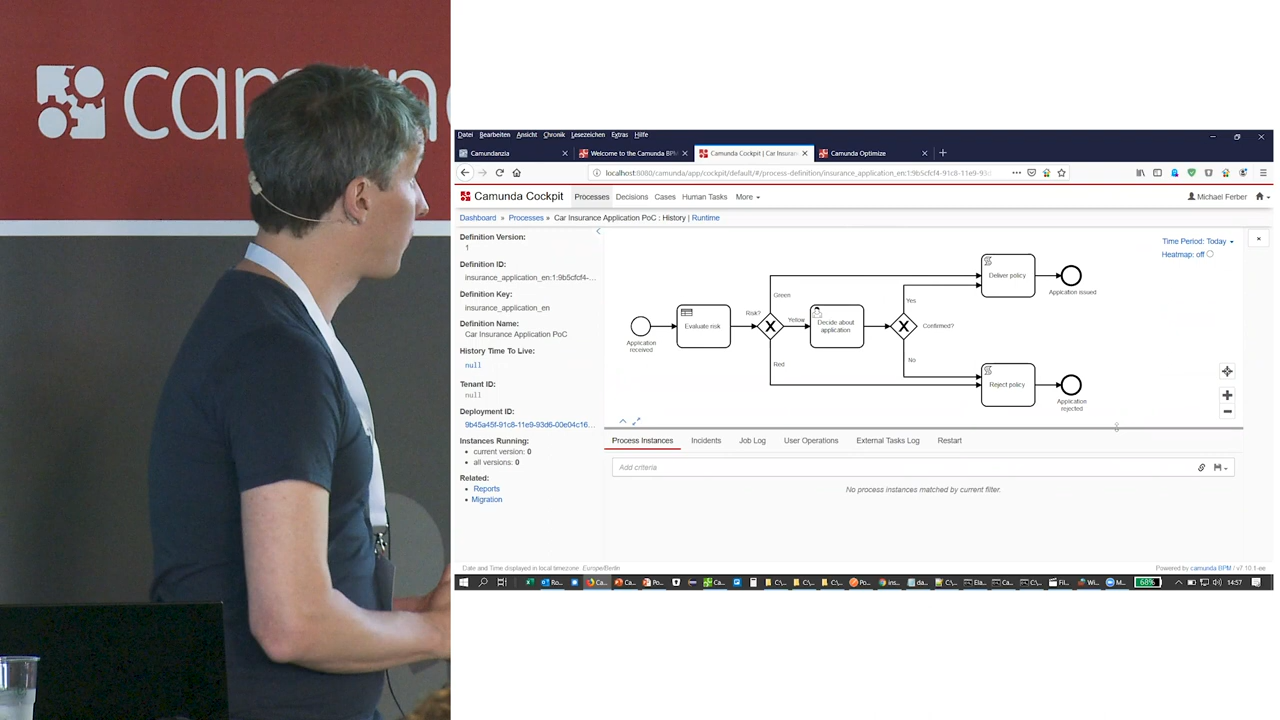 Datei Bearbeiten Ansicht Chronik Lesezeichen Extras Hilfe
Camundanzia
Welcome to the Camunda BPM
Camunda Cockpit | Car Insuran
Camunda Optimize
localhost:8080/camunda/app/cockpit/default/#/process-definition/insurance_application_en:1:9b5cfcf4-91c8-11e9-93d
Camunda Cockpit Processes Decisions Cases Human Tasks More
Michael Ferber
Dashboard » Processes » Car Insurance Application PoC : History | Runtime
Definition Version:
1
Definition ID:
insurance_application_en:1:9b5cfcf4-...
Definition Key:
insurance_application_en
Definition Name:
Car Insurance Application PoC
History Time To Live:
null
Tenant ID:
null
Deployment ID:
9b45a45f-91c8-11e9-93d6-00e04c16...
Instances Running:
current version: 0
all versions: 0
Related:
Reports
Migration
Time Period: Today
Heatmap: off
Application
received
Evaluate risk
Risk?
Green
Yellow
Red
Decide about
application
Yes
Confirmed?
No
Deliver policy
Application issued
Reject policy
Application
rejected
Process Instances Incidents Job Log User Operations External Tasks Log Restart
Add criteria
No process instances matched by current filter.
Date and Time displayed in local timezone Europe/Berlin
Powered by camunda BPM / v7.10.1-ee
68%
14:57